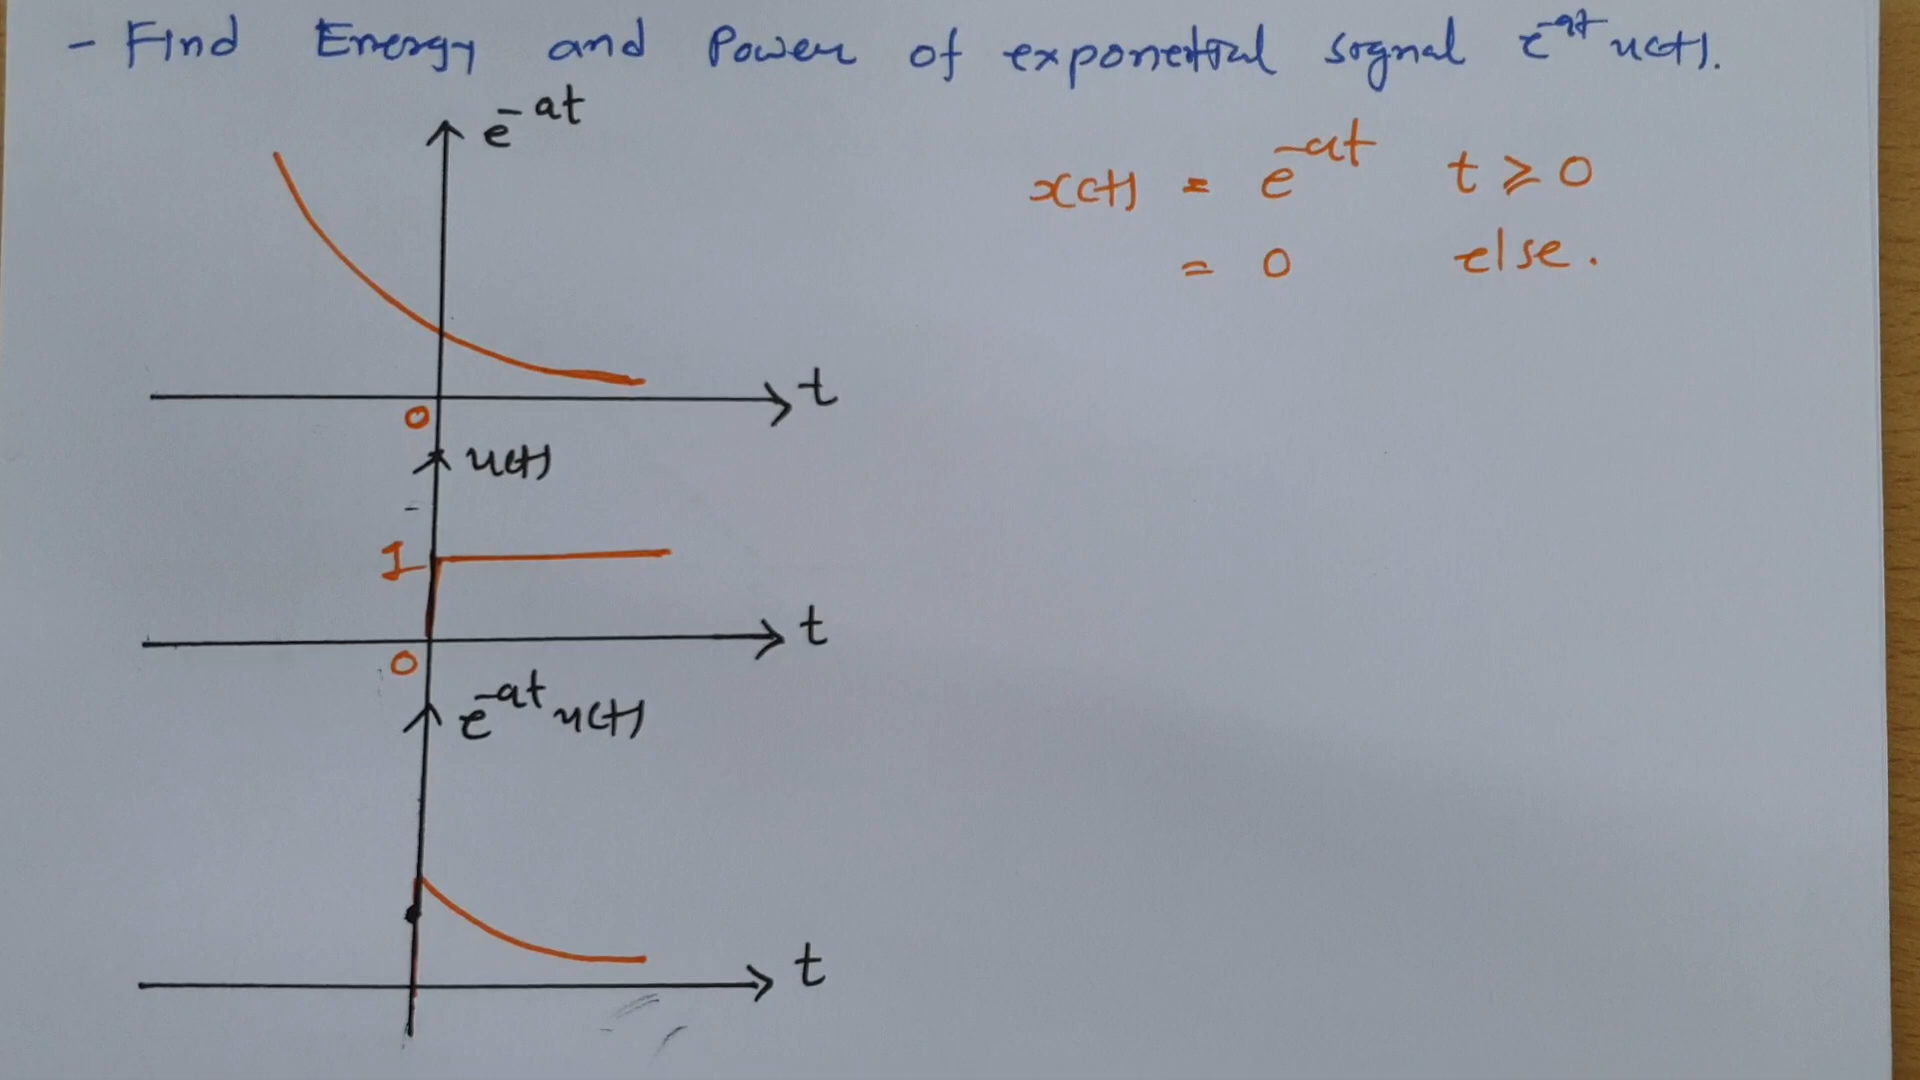 - Find Energy and Power of exponential signal e^-at u(t).
e^-at
x(t) = e^-at t ≥ 0
= 0 else.
t
0
u(t)
1
t
0
e^-at u(t)
t